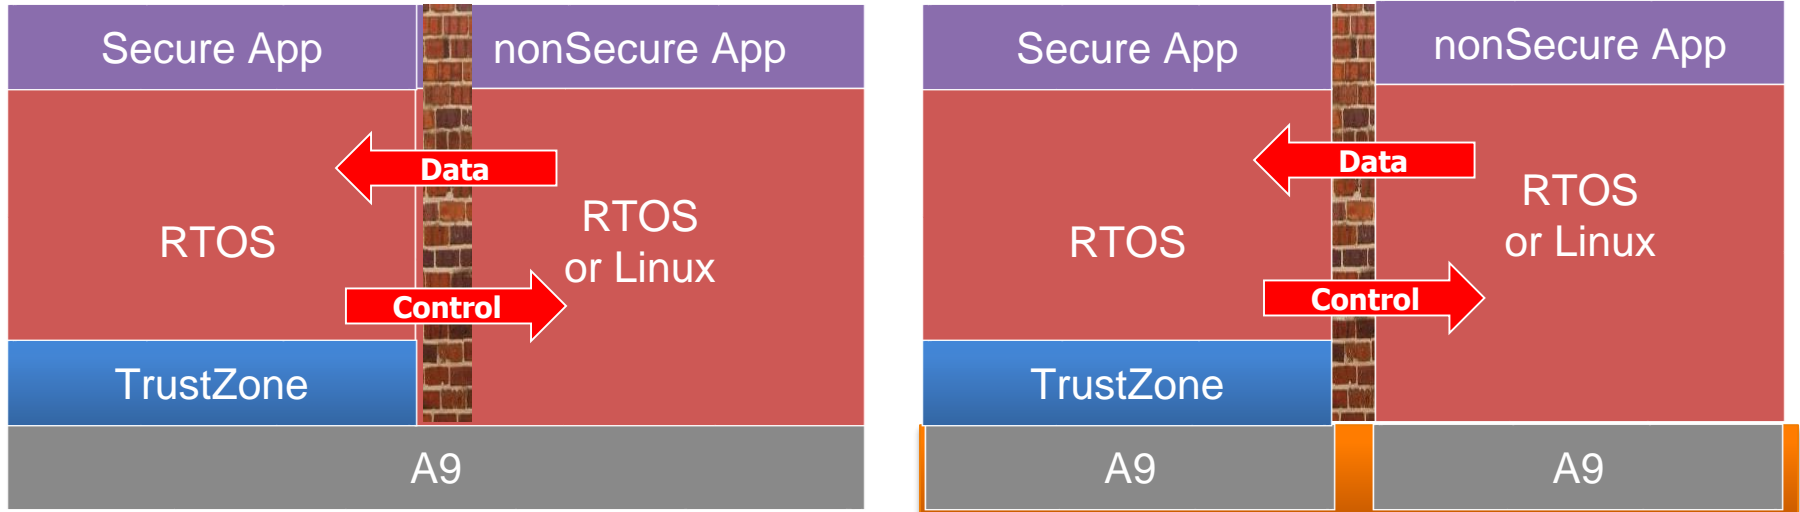 Secure App
nonSecure App
Data
RTOS
RTOS
or Linux
Control
TrustZone
A9
Secure App
nonSecure App
Data
RTOS
RTOS
or Linux
Control
TrustZone
A9
A9